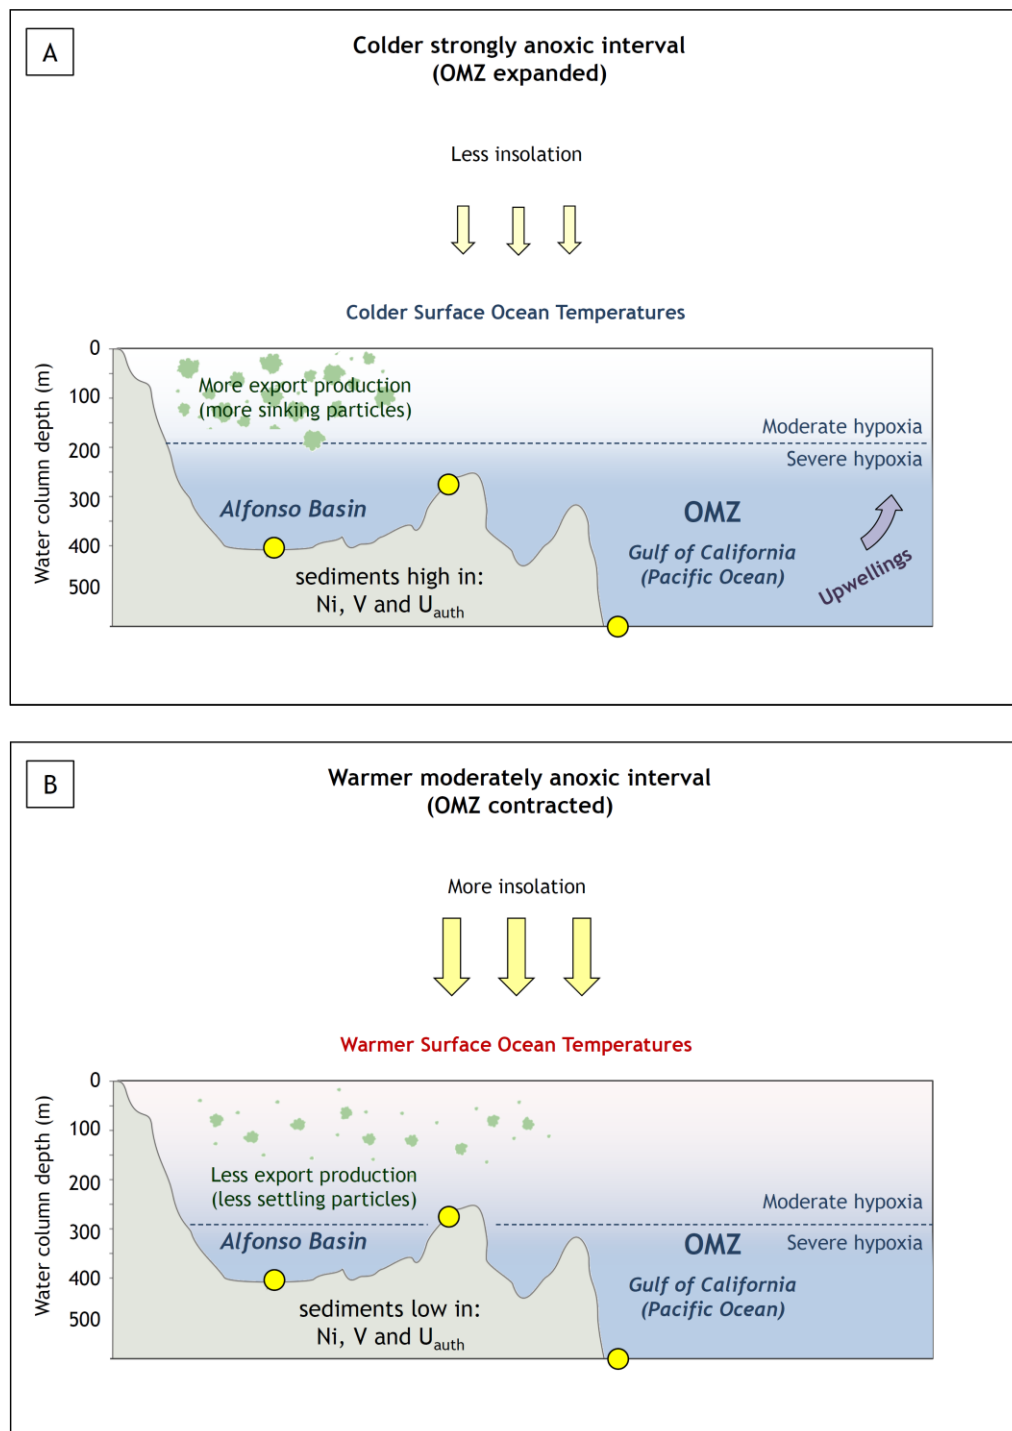 A
Colder strongly anoxic interval
(OMZ expanded)
Less insolation
Colder Surface Ocean Temperatures
Water column depth (m)
0
100
200
300
400
500
More export production
(more sinking particles)
Moderate hypoxia
Severe hypoxia
Alfonso Basin
OMZ
Gulf of California
(Pacific Ocean)
Upwellings
sediments high in:
Ni, V and Uauth
B
Warmer moderately anoxic interval
(OMZ contracted)
More insolation
Warmer Surface Ocean Temperatures
Water column depth (m)
0
100
200
300
400
500
Less export production
(less settling particles)
Moderate hypoxia
Severe hypoxia
Alfonso Basin
OMZ
Gulf of California
(Pacific Ocean)
sediments low in:
Ni, V and Uauth